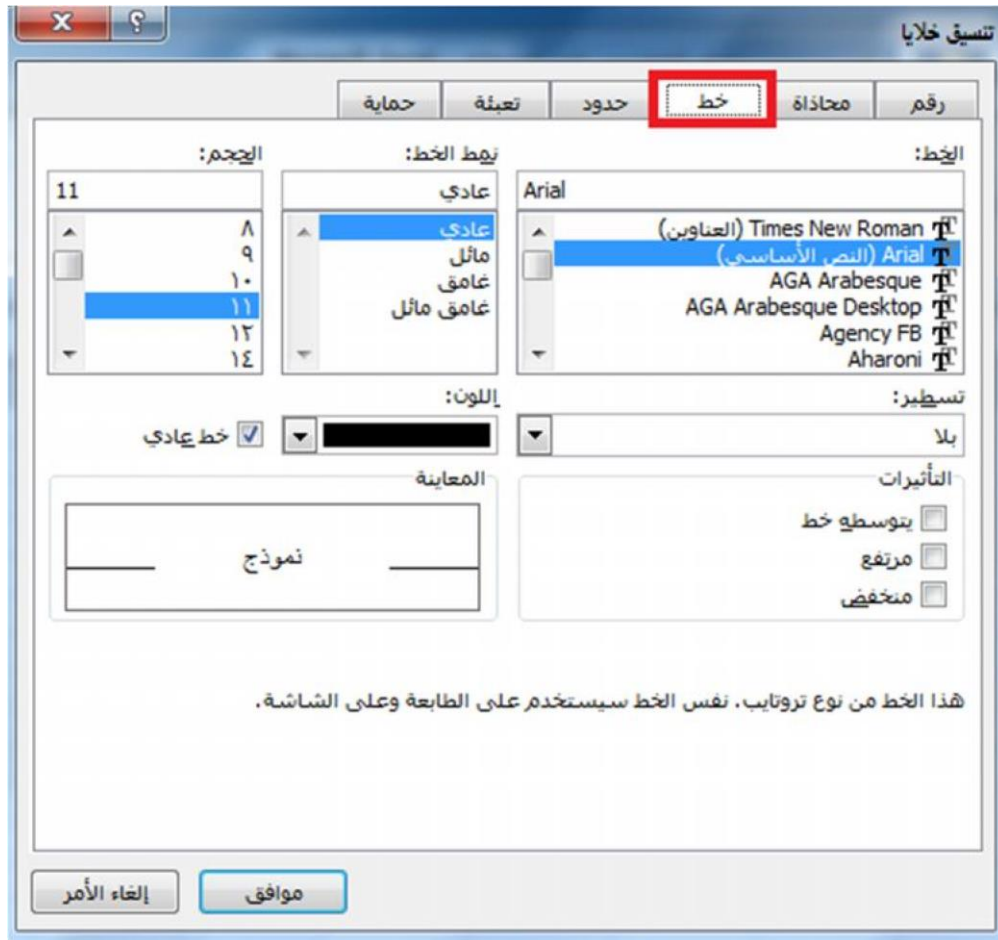 تنسيق خلايا
رقم محاذاة خط حدود تعبئة حماية
الخط: نمط الخط: الحجم:
Arial عادي 11
Times New Roman (العناوين) عادي ٨
Arial (النص الأساسي) مائل ٩
AGA Arabesque غامق ١٠
AGA Arabesque Desktop غامق مائل ١١
Agency FB ١٢
Aharoni ١٤
تسطير: اللون:
بلا خط عادي
التأثيرات المعاينة
يتوسطه خط
مرتفع نموذج
منخفض
هذا الخط من نوع تروتايب. نفس الخط سيستخدم على الطابعة وعلى الشاشة.
موافق إلغاء الأمر